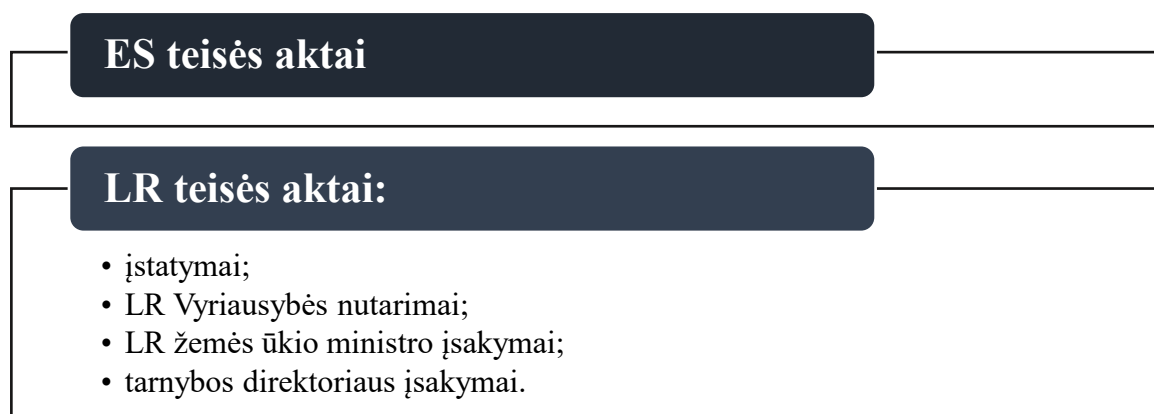 ES teisės aktai
LR teisės aktai:
• įstatymai;
• LR Vyriausybės nutarimai;
• LR žemės ūkio ministro įsakymai;
• tarnybos direktoriaus įsakymai.